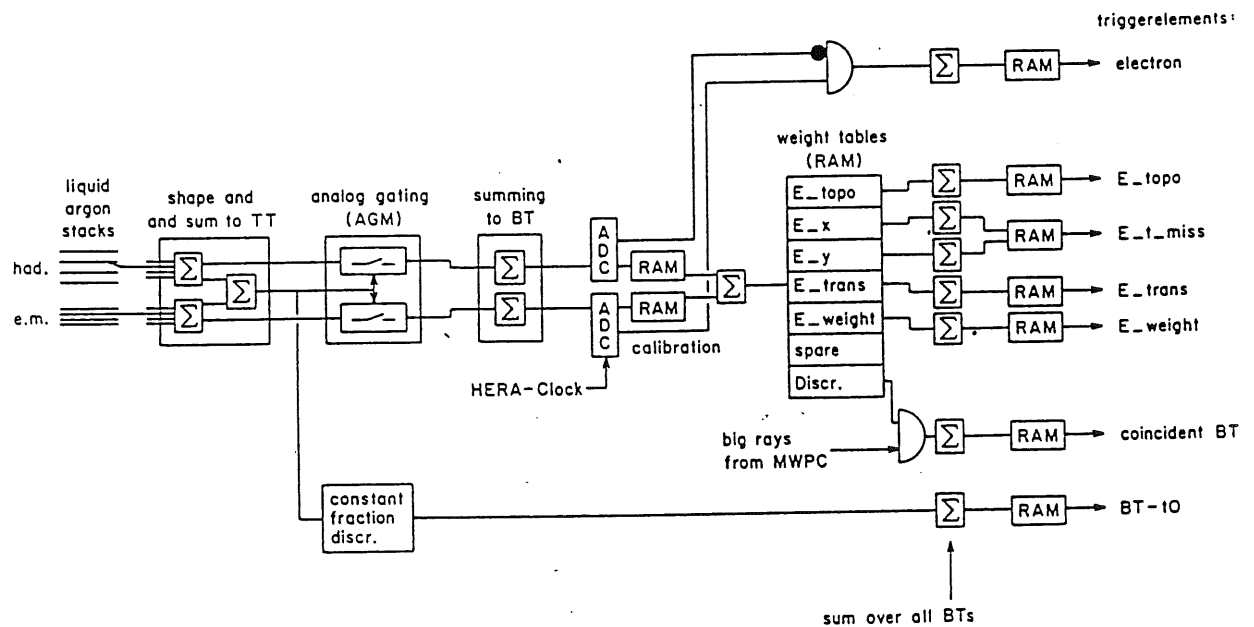 triggerelements:
electron
Σ
RAM
weight tables
(RAM)
liquid
argon
stacks
shape and
and sum to TT
analog gating
(AGM)
summing
to BT
had.
e.m.
Σ
Σ
Σ
Σ
Σ
ADC
ADC
RAM
RAM
calibration
HERA-Clock
Σ
E_topo
E_x
E_y
E_trans
E_weight
spare
Discr.
Σ
RAM
E_topo
Σ
Σ
RAM
E_t_miss
Σ
RAM
E_trans
Σ
RAM
E_weight
big rays
from MWPC
Σ
RAM
coincident BT
constant
fraction
discr.
Σ
RAM
BT-t0
sum over all BTs